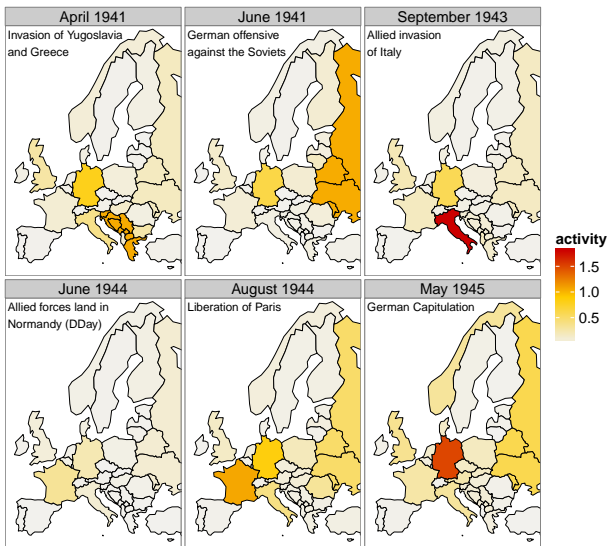 April 1941
Invasion of Yugoslavia
and Greece
June 1941
German offensive
against the Soviets
September 1943
Allied invasion
of Italy
June 1944
Allied forces land in
Normandy (DDay)
August 1944
Liberation of Paris
May 1945
German Capitulation
activity
1.5
1.0
0.5